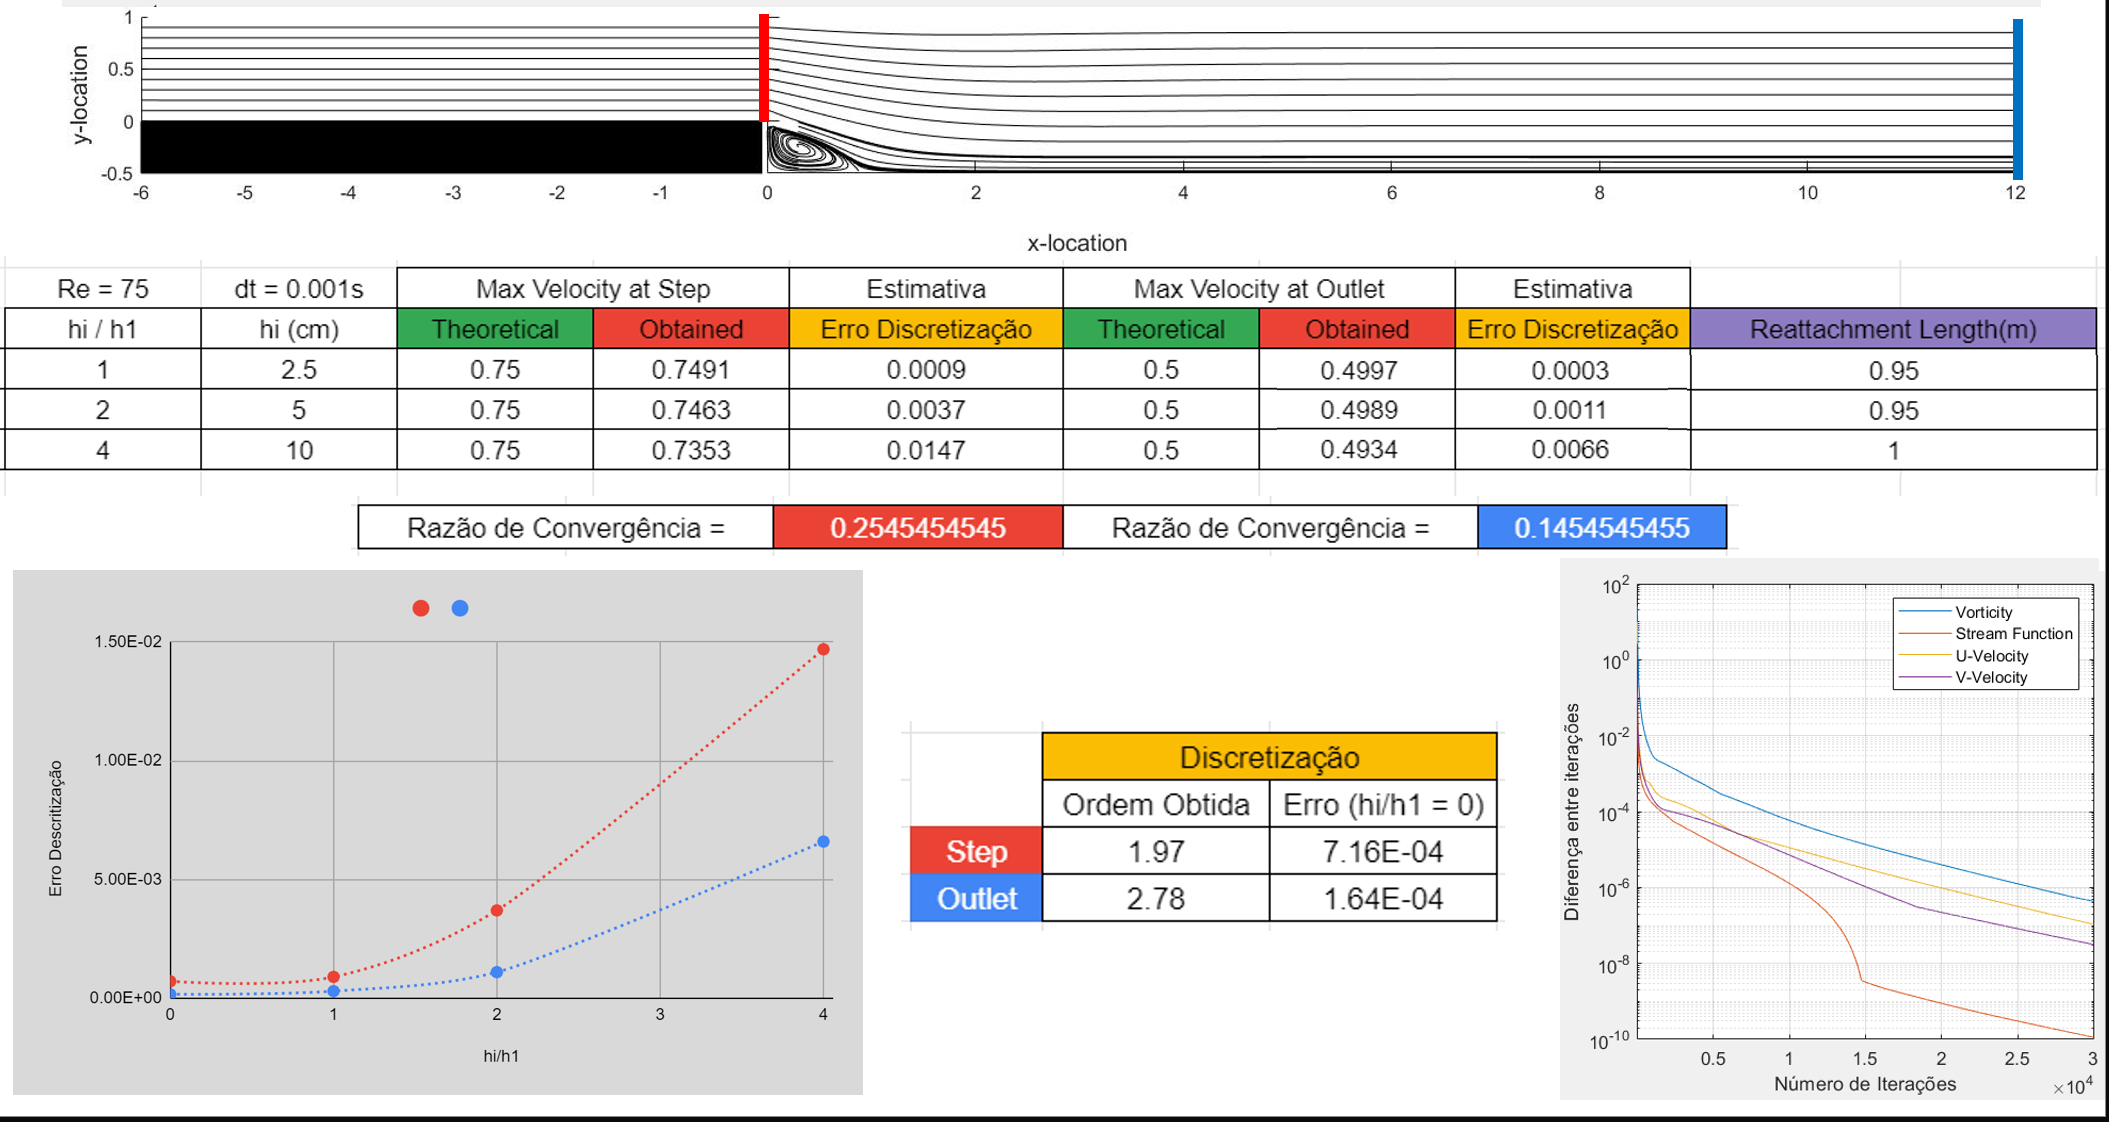 1
0.5
0
-0.5
y-location
-6 -5 -4 -3 -2 -1 0 2 4 6 8 10 12
x-location
Re = 75 dt = 0.001s Max Velocity at Step Estimativa Max Velocity at Outlet Estimativa
hi / h1 hi (cm) Theoretical Obtained Erro Discretização Theoretical Obtained Erro Discretização Reattachment Length(m)
1 2.5 0.75 0.7491 0.0009 0.5 0.4997 0.0003 0.95
2 5 0.75 0.7463 0.0037 0.5 0.4989 0.0011 0.95
4 10 0.75 0.7353 0.0147 0.5 0.4934 0.0066 1
Razão de Convergência = 0.2545454545 Razão de Convergência = 0.1454545455
1.50E-02
1.00E-02
5.00E-03
0.00E+00
Erro Descritização
0 1 2 3 4
hi/h1
Discretização
Ordem Obtida Erro (hi/h1 = 0)
Step 1.97 7.16E-04
Outlet 2.78 1.64E-04
10^2
10^0
10^-2
10^-4
10^-6
10^-8
10^-10
Diferença entre iterações
Vorticity
Stream Function
U-Velocity
V-Velocity
0.5 1 1.5 2 2.5 3
Número de Iterações
×10^4